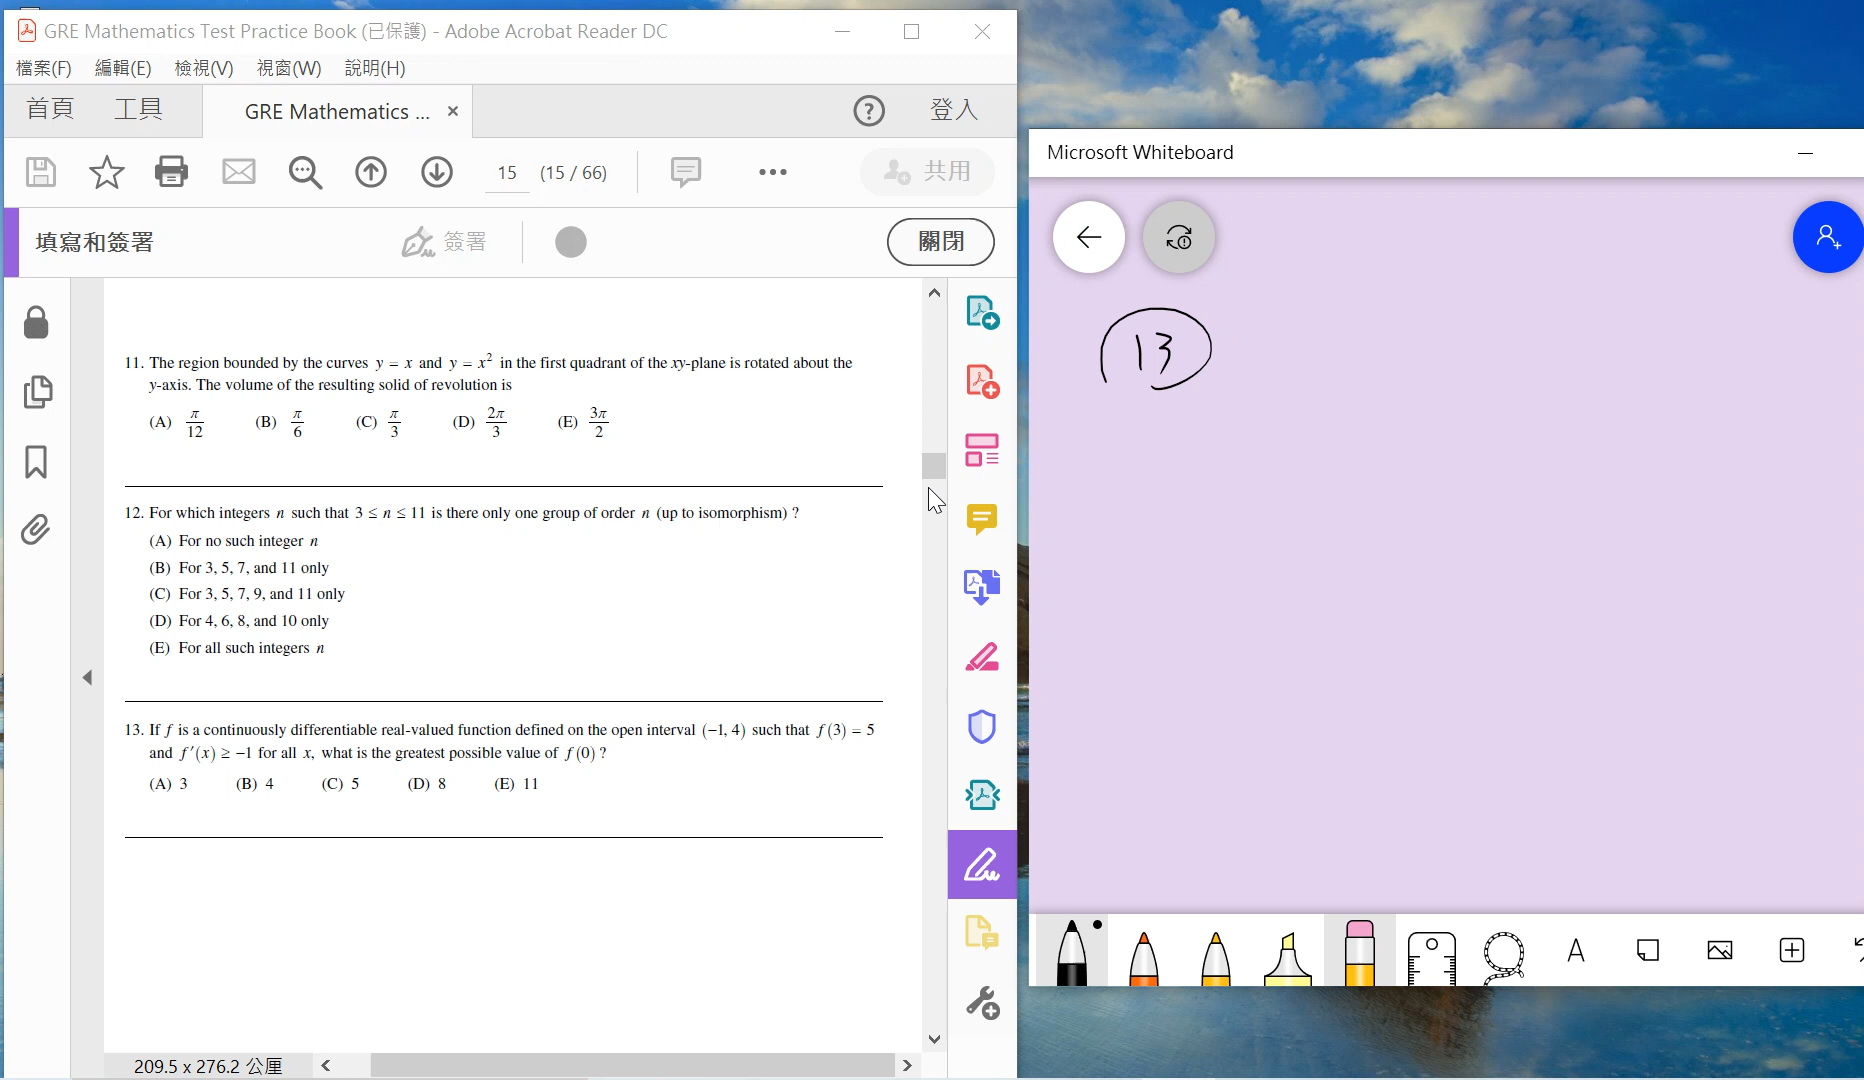 GRE Mathematics Test Practice Book (已保護) - Adobe Acrobat Reader DC
檔案(F) 編輯(E) 檢視(V) 視窗(W) 說明(H)
首頁 工具 GRE Mathematics ... × ? 登入
15 (15 / 66) 共用
填寫和簽署 簽署 關閉
11. The region bounded by the curves y = x and y = x² in the first quadrant of the xy-plane is rotated about the
y-axis. The volume of the resulting solid of revolution is
(A) π/12 (B) π/6 (C) π/3 (D) 2π/3 (E) 3π/2
12. For which integers n such that 3 ≤ n ≤ 11 is there only one group of order n (up to isomorphism) ?
(A) For no such integer n
(B) For 3, 5, 7, and 11 only
(C) For 3, 5, 7, 9, and 11 only
(D) For 4, 6, 8, and 10 only
(E) For all such integers n
13. If f is a continuously differentiable real-valued function defined on the open interval (−1, 4) such that f(3) = 5
and f′(x) ≥ −1 for all x, what is the greatest possible value of f(0) ?
(A) 3 (B) 4 (C) 5 (D) 8 (E) 11
209.5 x 276.2 公厘
Microsoft Whiteboard
13
A